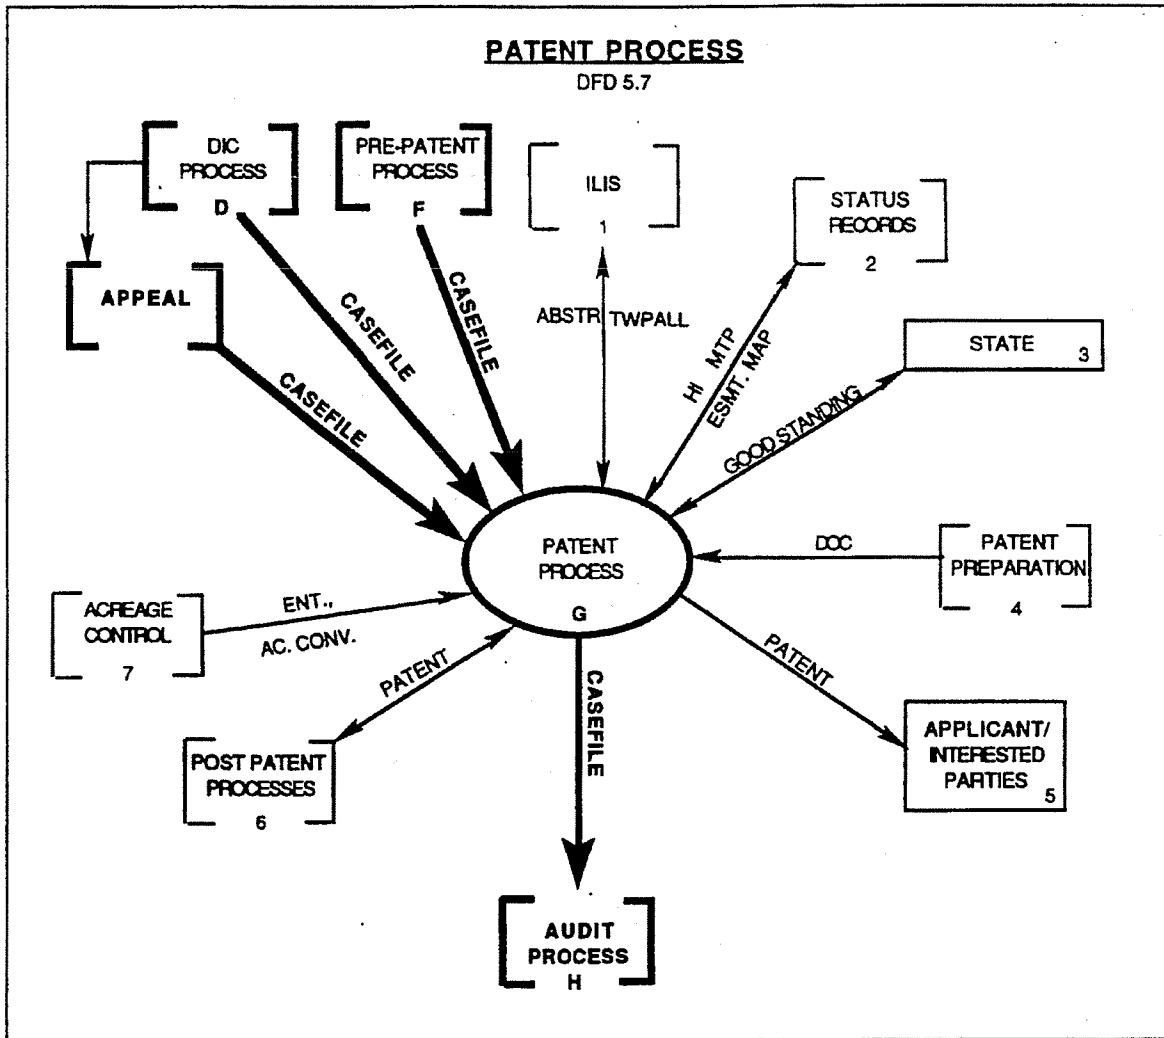 PATENT PROCESS
DFD 5.7
DIC
PROCESS
D
PRE-PATENT
PROCESS
F
ILIS
1
STATUS
RECORDS
2
APPEAL
STATE
3
CASEFILE
CASEFILE
CASEFILE
ABSTR TWPALL
HI MTP
ESMT. MAP
GOOD STANDING
PATENT
PROCESS
G
DOC
PATENT
PREPARATION
4
ACREAGE
CONTROL
7
ENT.,
AC. CONV.
PATENT
POST PATENT
PROCESSES
6
CASEFILE
PATENT
APPLICANT/
INTERESTED
PARTIES
5
AUDIT
PROCESS
H